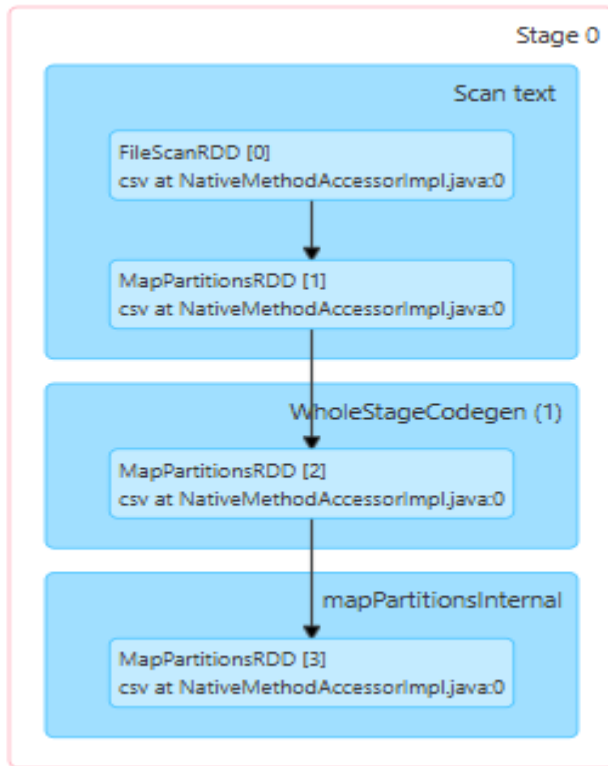 Stage 0
Scan text
FileScanRDD [0]
csv at NativeMethodAccessorImpl.java:0
MapPartitionsRDD [1]
csv at NativeMethodAccessorImpl.java:0
WholeStageCodegen (1)
MapPartitionsRDD [2]
csv at NativeMethodAccessorImpl.java:0
mapPartitionsInternal
MapPartitionsRDD [3]
csv at NativeMethodAccessorImpl.java:0